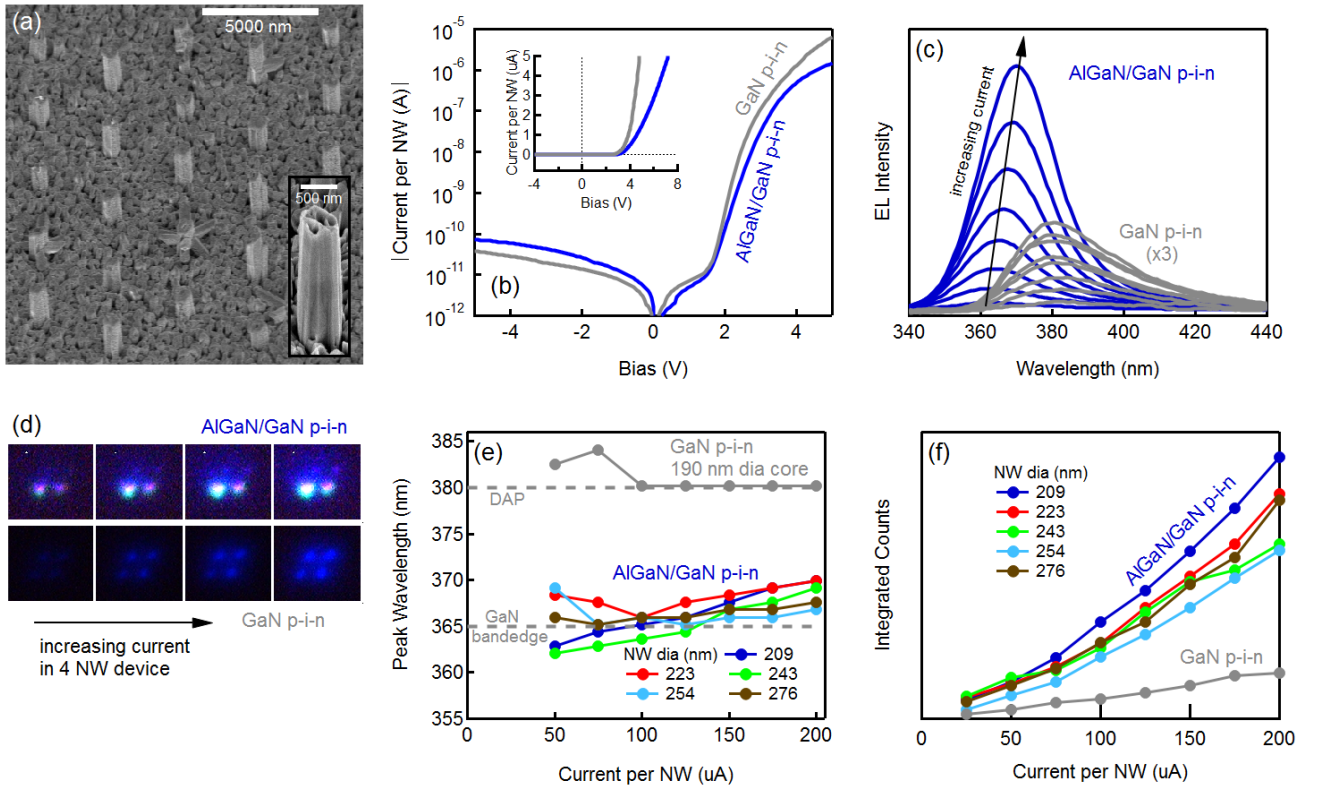 (a)
5000 nm
500 nm
(b)
|Current per NW (A)|
10⁻⁵
10⁻⁶
10⁻⁷
10⁻⁸
10⁻⁹
10⁻¹⁰
10⁻¹¹
10⁻¹²
-4
-2
0
2
4
Bias (V)
GaN p-i-n
AlGaN/GaN p-i-n
Current per NW (uA)
5
4
3
2
1
0
-4
0
4
8
Bias (V)
(c)
AlGaN/GaN p-i-n
increasing current
GaN p-i-n
(x3)
EL Intensity
340
360
380
400
420
440
Wavelength (nm)
(d)
AlGaN/GaN p-i-n
increasing current
in 4 NW device
GaN p-i-n
(e)
GaN p-i-n
190 nm dia core
DAP
AlGaN/GaN p-i-n
GaN
bandedge
NW dia (nm)
209
223
243
254
276
Peak Wavelength (nm)
385
380
375
370
365
360
355
0
50
100
150
200
Current per NW (uA)
(f)
NW dia (nm)
209
223
243
254
276
AlGaN/GaN p-i-n
GaN p-i-n
Integrated Counts
0
50
100
150
200
Current per NW (uA)